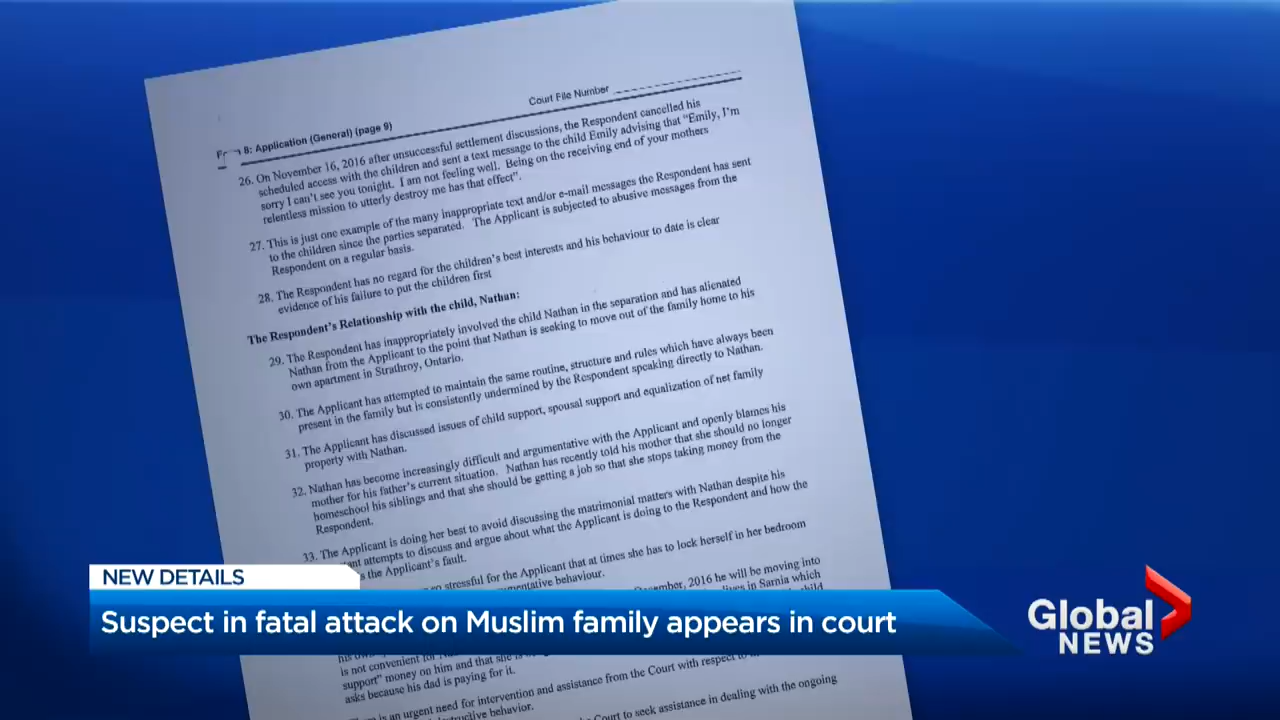 Court File Number
8: Application (General) (page 9)
26. On November 16, 2016 after unsuccessful settlement discussions, the Respondent cancelled his
scheduled access with the children and sent a text message to the child Emily advising that "Emily, I'm
sorry I can't see you tonight. I am not feeling well. Being on the receiving end of your mothers
relentless mission to utterly destroy me has that effect".
27. This is just one example of the many inappropriate text and/or e-mail messages the Respondent has sent
to the children since the parties separated. The Applicant is subjected to abusive messages from the
Respondent on a regular basis.
28. The Respondent has no regard for the children's best interests and his behaviour to date is clear
evidence of his failure to put the children first
The Respondent's Relationship with the child, Nathan:
29. The Respondent has inappropriately involved the child Nathan in the separation and has alienated
Nathan from the Applicant to the point that Nathan is seeking to move out of the family home to his
own apartment in Strathroy, Ontario.
30. The Applicant has attempted to maintain the same routine, structure and rules which have always been
present in the family but is consistently undermined by the Respondent speaking directly to Nathan.
31. The Applicant has discussed issues of child support, spousal support and equalization of net family
property with Nathan.
32. Nathan has become increasingly difficult and argumentative with the Applicant and openly blames his
mother for his father's current situation. Nathan has recently told his mother that she should no longer
homeschool his siblings and that she should be getting a job so that she stops taking money from the
Respondent.
33. The Applicant is doing her best to avoid discussing the matrimonial matters with Nathan despite his
attempts to discuss and argue about what the Applicant is doing to the Respondent and how the
the Applicant's fault.
stressful for the Applicant that at times she has to lock herself in her bedroom
behaviour.
2016 he will be moving into
in Sarnia which
NEW DETAILS
Suspect in fatal attack on Muslim family appears in court
Global
NEWS
is not convenient for
support" money on him and that she is
asks because his dad is paying for it.
is an urgent need for intervention and assistance from the Court with respect to
behavior.
Court to seek assistance in dealing with the ongoing